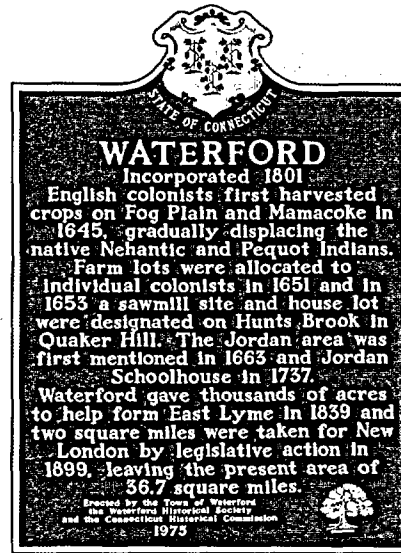 STATE OF CONNECTICUT
WATERFORD
Incorporated 1801
English colonists first harvested
crops on Fog Plain and Mamacoke in
1645, gradually displacing the
native Nehantic and Pequot Indians.
Farm lots were allocated to
individual colonists in 1651 and in
1653 a sawmill site and house lot
were designated on Hunts Brook in
Quaker Hill. The Jordan area was
first mentioned in 1663 and Jordan
Schoolhouse in 1737.
Waterford gave thousands of acres
to help form East Lyme in 1839 and
two square miles were taken for New
London by legislative action in
1899, leaving the present area of
36.7 square miles.
Erected by the Town of Waterford
the Waterford Historical Society
and the Connecticut Historical Commission
1975